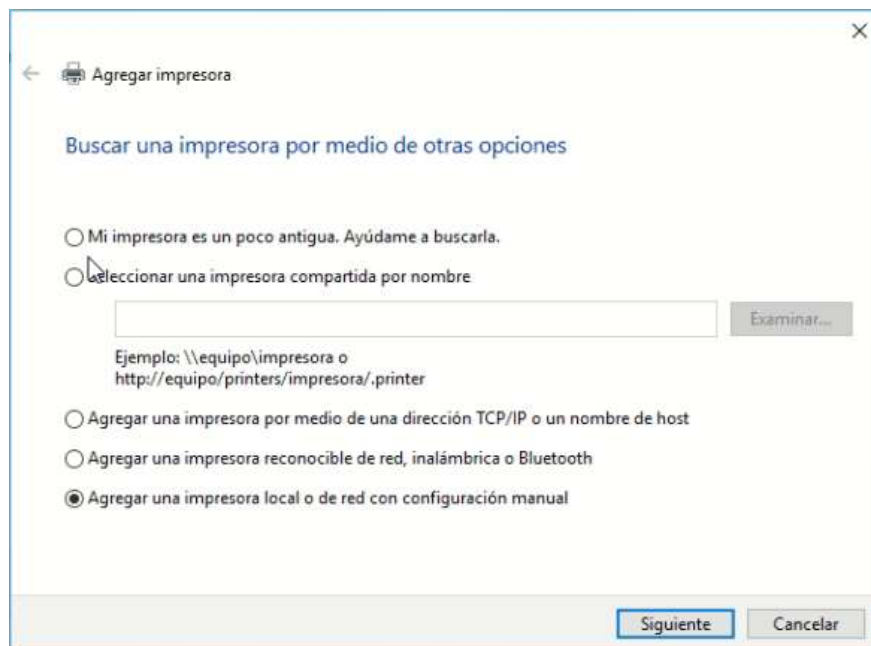 Agregar impresora
Buscar una impresora por medio de otras opciones
Mi impresora es un poco antigua. Ayúdame a buscarla.
Seleccionar una impresora compartida por nombre
Examinar...
Ejemplo: \\equipo\impresora o
http://equipo/printers/impresora/.printer
Agregar una impresora por medio de una dirección TCP/IP o un nombre de host
Agregar una impresora reconocible de red, inalámbrica o Bluetooth
Agregar una impresora local o de red con configuración manual
Siguiente
Cancelar